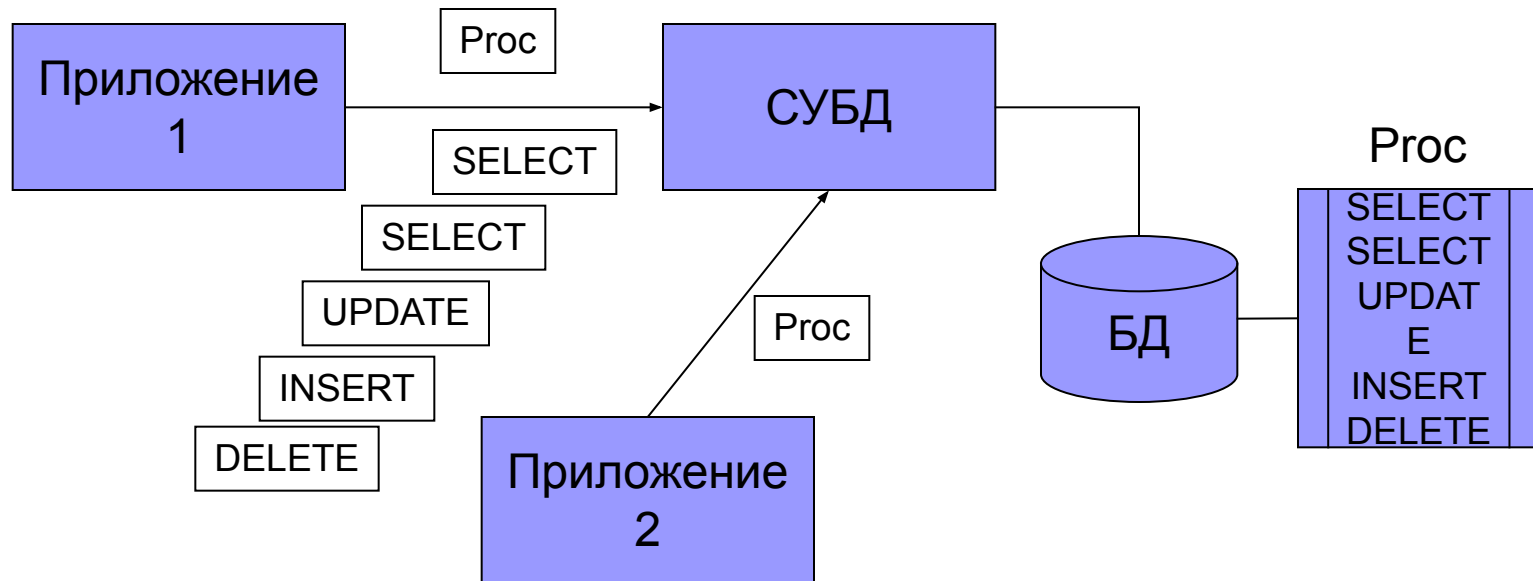 Proc
Приложение
1
СУБД
SELECT
SELECT
UPDATE
INSERT
DELETE
Proc
Приложение
2
БД
Proc
SELECT
SELECT
UPDAT
E
INSERT
DELETE